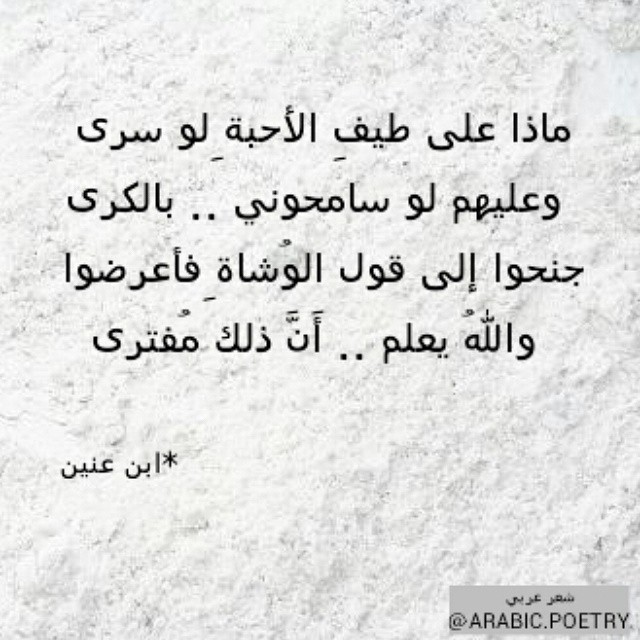 ماذا على طيفِ الأحبةِ لو سرى
وعليهم لو سامحوني .. بالكرى
جنحوا إلى قول الوُشاةِ فأعرضوا
واللهُ يعلم .. أَنَّ ذلك مُفترى
*ابن عنين
شعر عربي
@ARABIC.POETRY